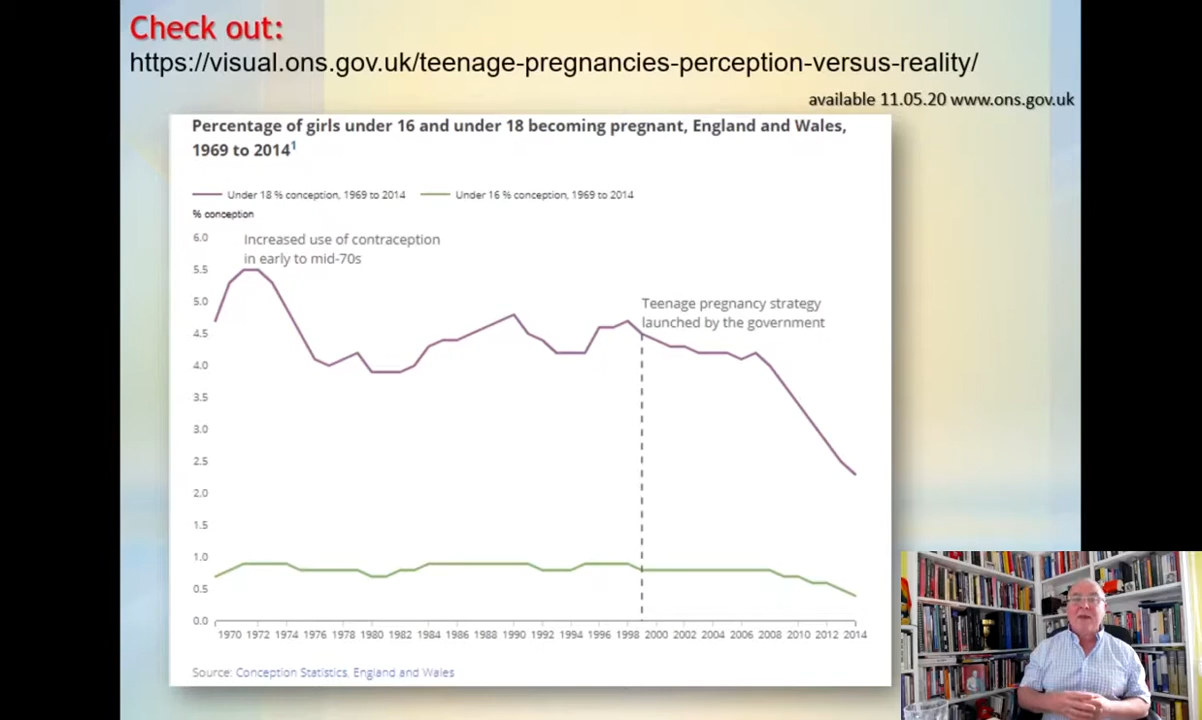 Check out:
https://visual.ons.gov.uk/teenage-pregnancies-perception-versus-reality/
available 11.05.20 www.ons.gov.uk
Percentage of girls under 16 and under 18 becoming pregnant, England and Wales,
1969 to 2014¹
Under 18 % conception, 1969 to 2014 Under 16 % conception, 1969 to 2014
% conception
6.0
Increased use of contraception
in early to mid-70s
5.5
5.0
Teenage pregnancy strategy
launched by the government
4.5
4.0
3.5
3.0
2.5
2.0
1.5
1.0
0.5
0.0
1970 1972 1974 1976 1978 1980 1982 1984 1986 1988 1990 1992 1994 1996 1998 2000 2002 2004 2006 2008 2010 2012 2014
Source: Conception Statistics, England and Wales